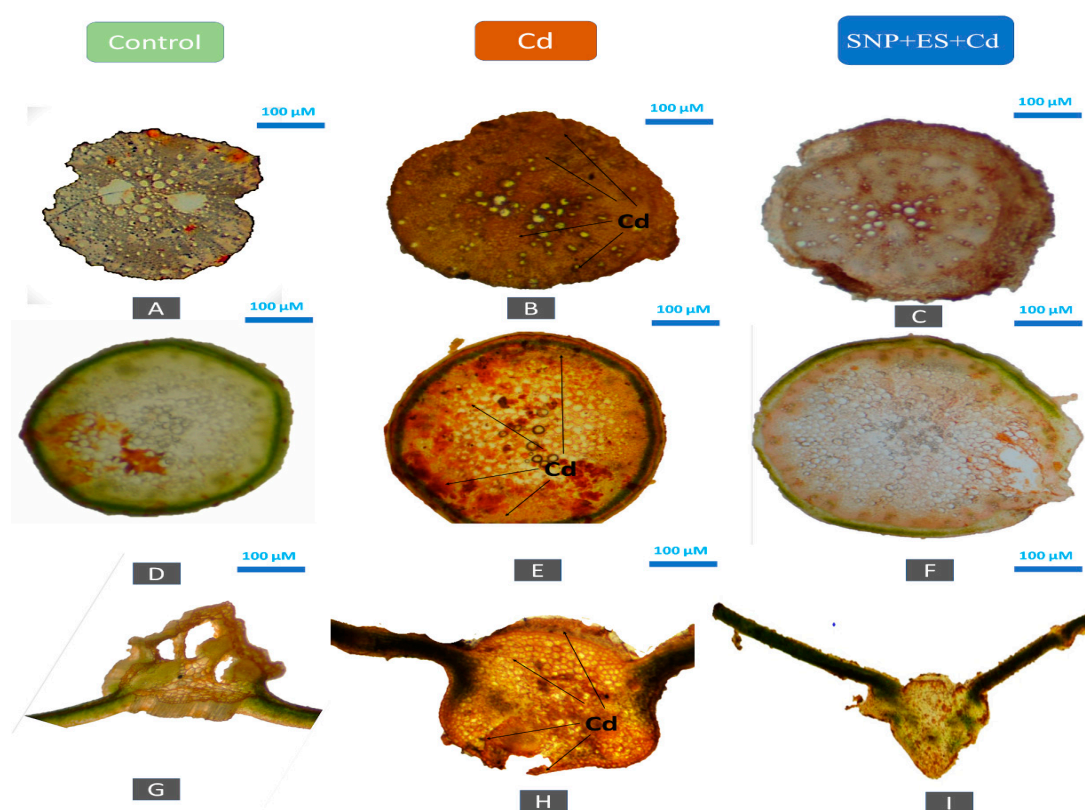 Control
Cd
SNP+ES+Cd
100 µM
100 µM
100 µM
Cd
A
B
C
100 µM
100 µM
100 µM
Cd
D
E
F
100 µM
100 µM
100 µM
Cd
G
H
I